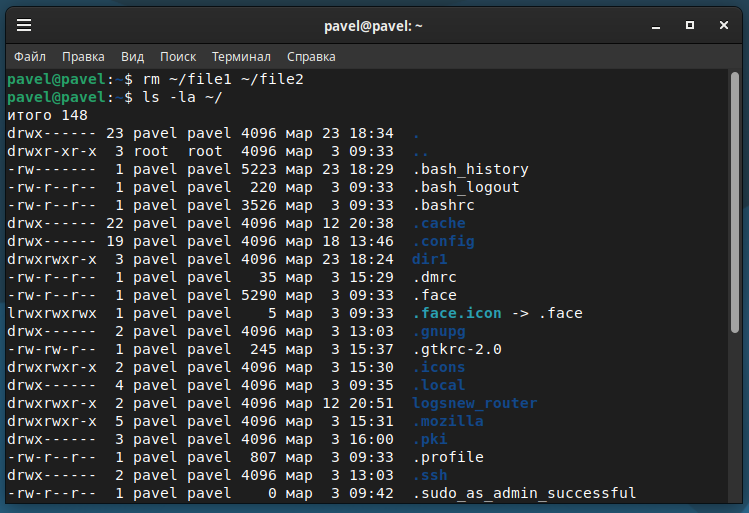 pavel@pavel: ~
Файл Правка Вид Поиск Терминал Справка
pavel@pavel:~$ rm ~/file1 ~/file2
pavel@pavel:~$ ls -la ~/
итого 148
drwx------ 23 pavel pavel 4096 мар 23 18:34 .
drwxr-xr-x  3 root  root  4096 мар  3 09:33 ..
-rw-------  1 pavel pavel 5223 мар 23 18:29 .bash_history
-rw-r--r--  1 pavel pavel  220 мар  3 09:33 .bash_logout
-rw-r--r--  1 pavel pavel 3526 мар  3 09:33 .bashrc
drwx------ 22 pavel pavel 4096 мар 12 20:38 .cache
drwx------ 19 pavel pavel 4096 мар 18 13:46 .config
drwxrwxr-x  3 pavel pavel 4096 мар 23 18:24 dir1
-rw-r--r--  1 pavel pavel   35 мар  3 15:29 .dmrc
-rw-r--r--  1 pavel pavel 5290 мар  3 09:33 .face
lrwxrwxrwx  1 pavel pavel    5 мар  3 09:33 .face.icon -> .face
drwx------  2 pavel pavel 4096 мар  3 13:03 .gnupg
-rw-rw-r--  1 pavel pavel  245 мар  3 15:37 .gtkrc-2.0
drwxrwxr-x  2 pavel pavel 4096 мар  3 15:30 .icons
drwx------  4 pavel pavel 4096 мар  3 09:35 .local
drwxrwxr-x  2 pavel pavel 4096 мар 12 20:51 logsnew_router
drwxrwxr-x  5 pavel pavel 4096 мар  3 15:31 .mozilla
drwx------  3 pavel pavel 4096 мар  3 16:00 .pki
-rw-r--r--  1 pavel pavel  807 мар  3 09:33 .profile
drwx------  2 pavel pavel 4096 мар  3 13:03 .ssh
-rw-r--r--  1 pavel pavel    0 мар  3 09:42 .sudo_as_admin_successful